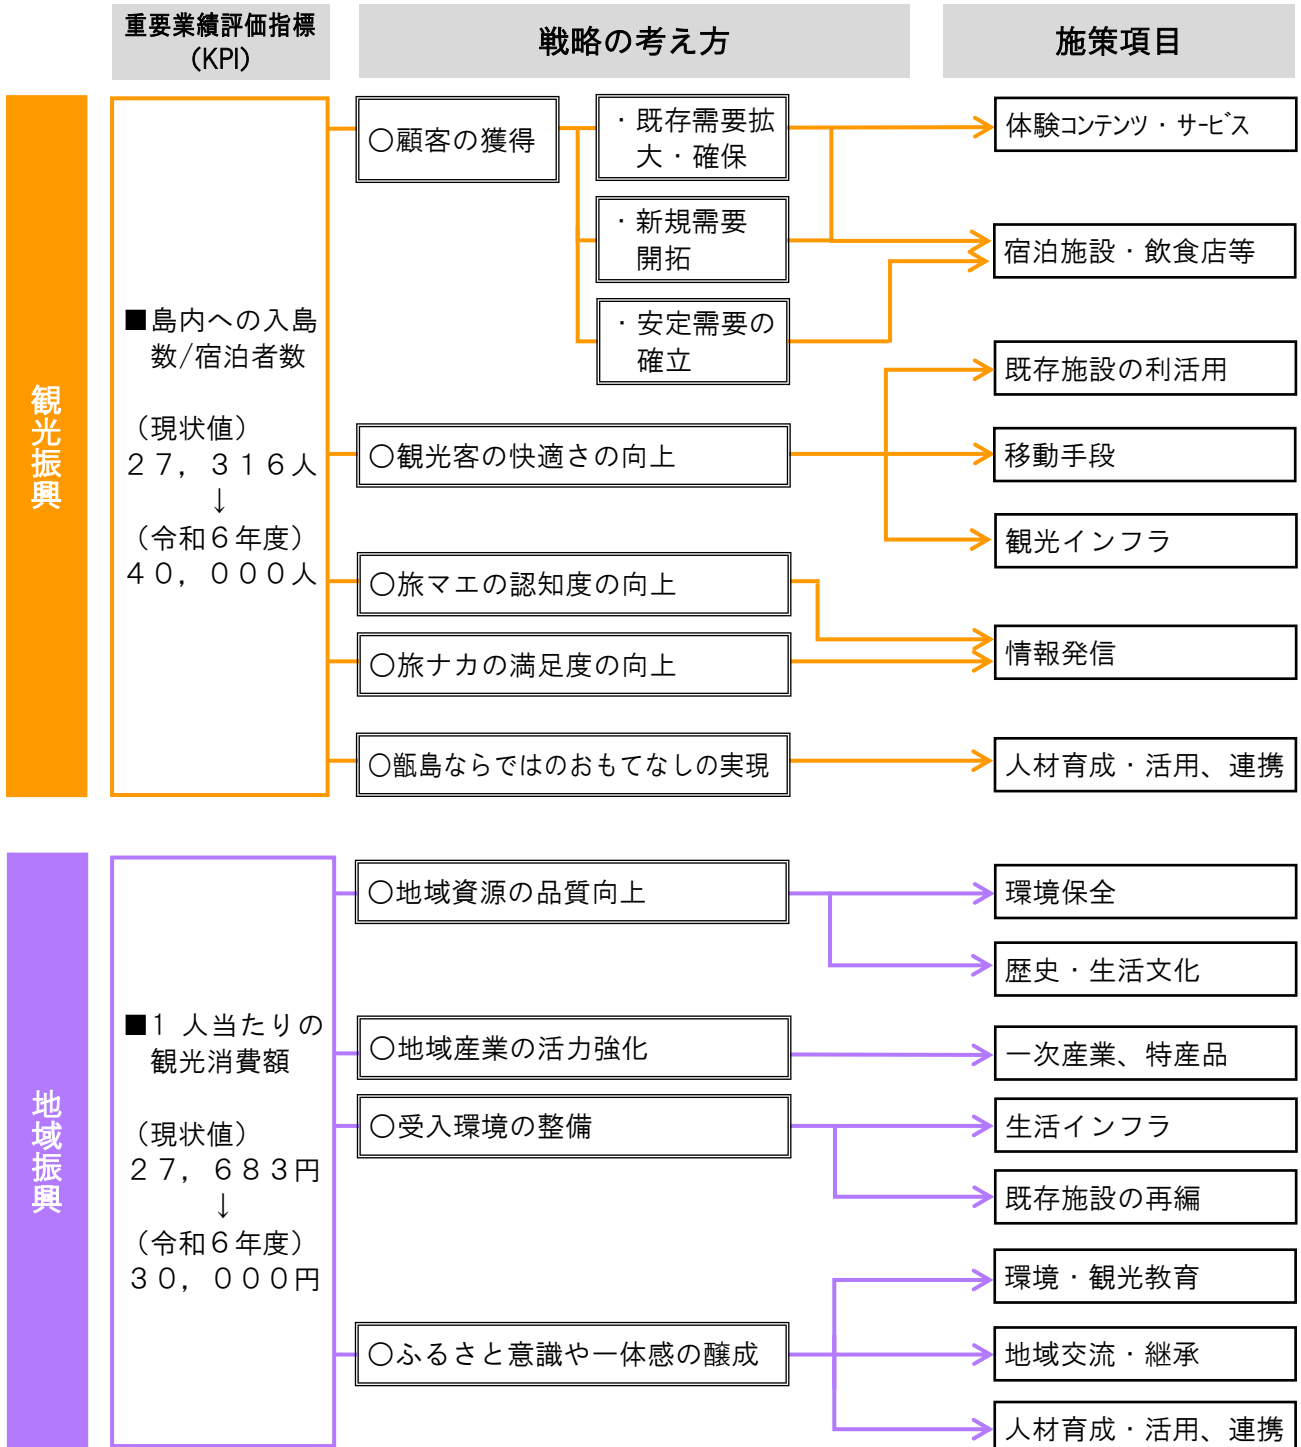 重要業績評価指標
(KPI)
戦略の考え方
施策項目
観光振興
■島内への入島
数/宿泊者数
（現状値）
２７，３１６人
↓
（令和６年度）
４０，０００人
〇顧客の獲得
・既存需要拡
大・確保
・新規需要
開拓
・安定需要の
確立
〇観光客の快適さの向上
〇旅マエの認知度の向上
〇旅ナカの満足度の向上
〇甑島ならではのおもてなしの実現
体験コンテンツ・サービス
宿泊施設・飲食店等
既存施設の利活用
移動手段
観光インフラ
情報発信
人材育成・活用、連携
地域振興
■1 人当たりの
観光消費額
（現状値）
２７，６８３円
↓
（令和６年度）
３０，０００円
〇地域資源の品質向上
〇地域産業の活力強化
〇受入環境の整備
〇ふるさと意識や一体感の醸成
環境保全
歴史・生活文化
一次産業、特産品
生活インフラ
既存施設の再編
環境・観光教育
地域交流・継承
人材育成・活用、連携